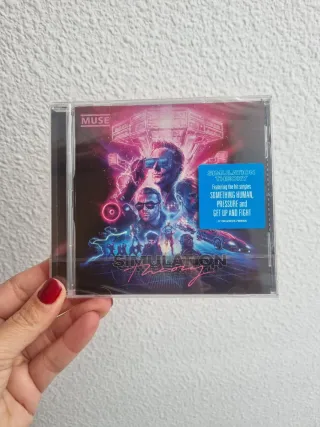 MUSE
SIMULATION
THEORY
Featuring the hit singles
SOMETHING HUMAN,
PRESSURE and
GET UP AND FIGHT
SIMULATION
Theory